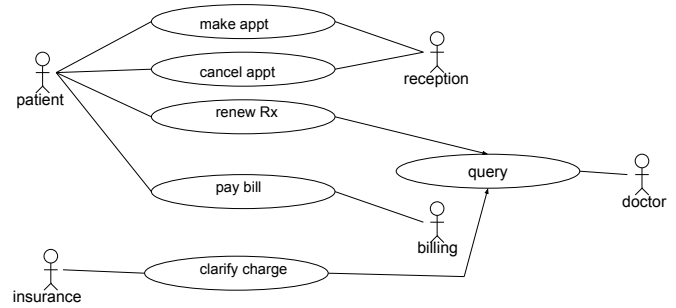 make appt
cancel appt
reception
patient
renew Rx
query
pay bill
doctor
billing
clarify charge
insurance